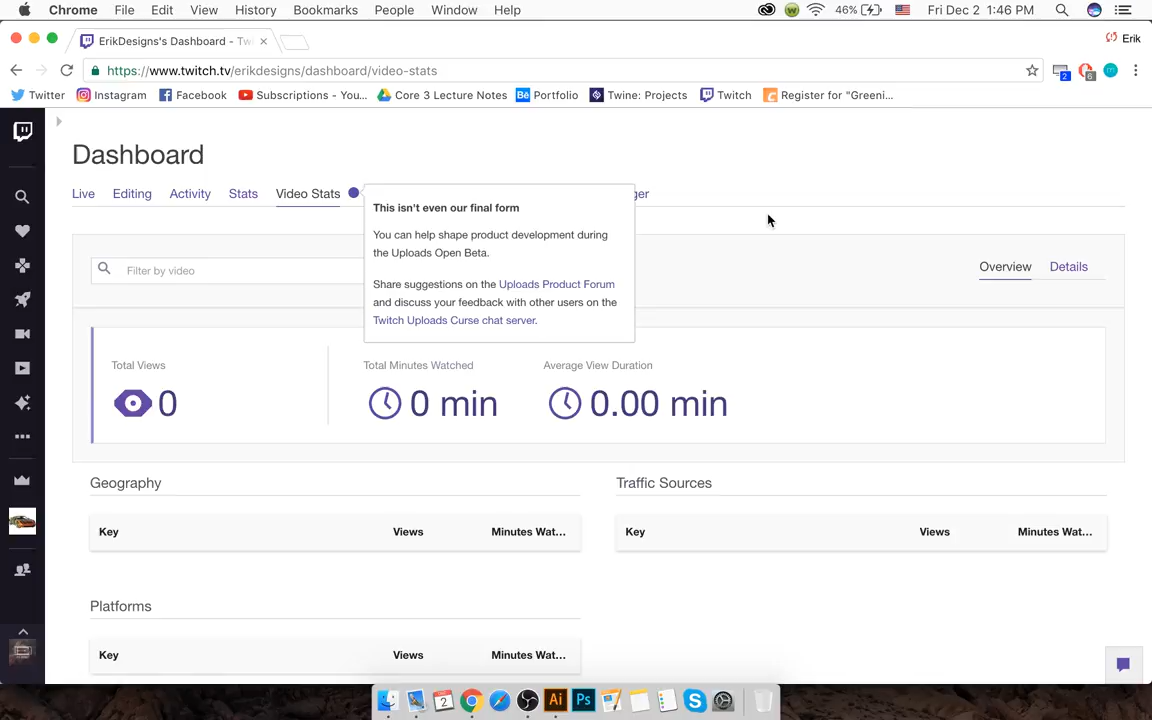 Chrome File Edit View History Bookmarks People Window Help 46% Fri Dec 2 1:46 PM
ErikDesigns's Dashboard - Tw Erik
https://www.twitch.tv/erikdesigns/dashboard/video-stats 2 6
Twitter Instagram Facebook Subscriptions - You... Core 3 Lecture Notes Bē Portfolio Twine: Projects Twitch Register for "Greeni...
Dashboard
Live Editing Activity Stats Video Stats ger
This isn't even our final form
You can help shape product development during
the Uploads Open Beta.
Share suggestions on the Uploads Product Forum
and discuss your feedback with other users on the
Twitch Uploads Curse chat server.
Filter by video
Overview Details
Total Views Total Minutes Watched Average View Duration
0 0 min 0.00 min
Geography Traffic Sources
Key Views Minutes Wat... Key Views Minutes Wat...
Platforms
Key Views Minutes Wat...
2 Ai Ps